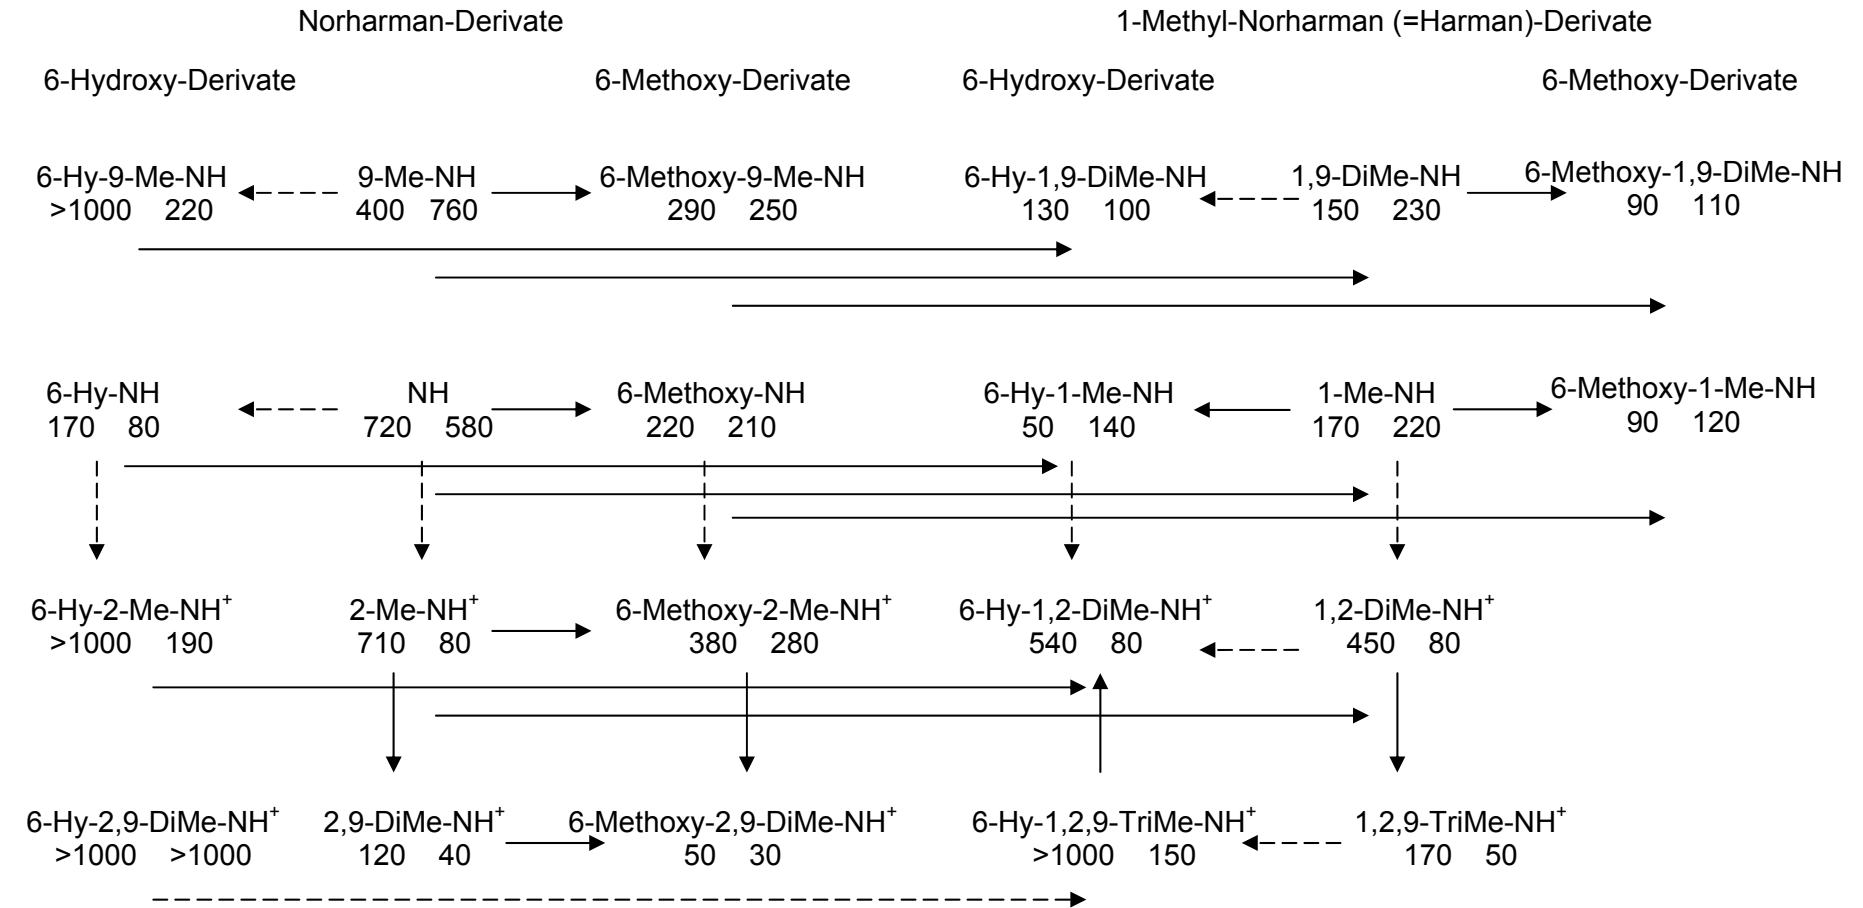 Norharman-Derivate 1-Methyl-Norharman (=Harman)-Derivate
6-Hydroxy-Derivate 6-Methoxy-Derivate 6-Hydroxy-Derivate 6-Methoxy-Derivate
6-Hy-9-Me-NH 9-Me-NH 6-Methoxy-9-Me-NH 6-Hy-1,9-DiMe-NH 1,9-DiMe-NH 6-Methoxy-1,9-DiMe-NH
>1000 220 400 760 290 250 130 100 150 230 90 110
6-Hy-NH NH 6-Methoxy-NH 6-Hy-1-Me-NH 1-Me-NH 6-Methoxy-1-Me-NH
170 80 720 580 220 210 50 140 170 220 90 120
6-Hy-2-Me-NH⁺ 2-Me-NH⁺ 6-Methoxy-2-Me-NH⁺ 6-Hy-1,2-DiMe-NH⁺ 1,2-DiMe-NH⁺
>1000 190 710 80 380 280 540 80 450 80
6-Hy-2,9-DiMe-NH⁺ 2,9-DiMe-NH⁺ 6-Methoxy-2,9-DiMe-NH⁺ 6-Hy-1,2,9-TriMe-NH⁺ 1,2,9-TriMe-NH⁺
>1000 >1000 120 40 50 30 >1000 150 170 50